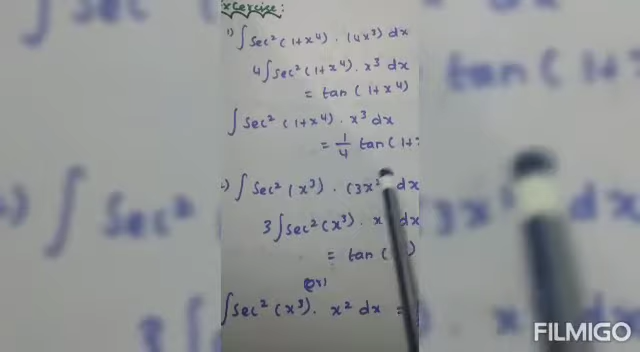 Excercise:
1) ∫ Sec² (1+x⁴) . (4x³) dx
4 ∫ Sec² (1+x⁴) . x³ dx
= tan (1+x⁴)
∫ Sec² (1+x⁴) . x³ dx
= 1/4 tan (1+
∫ Sec² (x³) . (3x² dx
3 ∫ Sec² (x³) . x dx
= tan ( )
(or)
∫ Sec² (x³) . x² dx =
FILMIGO